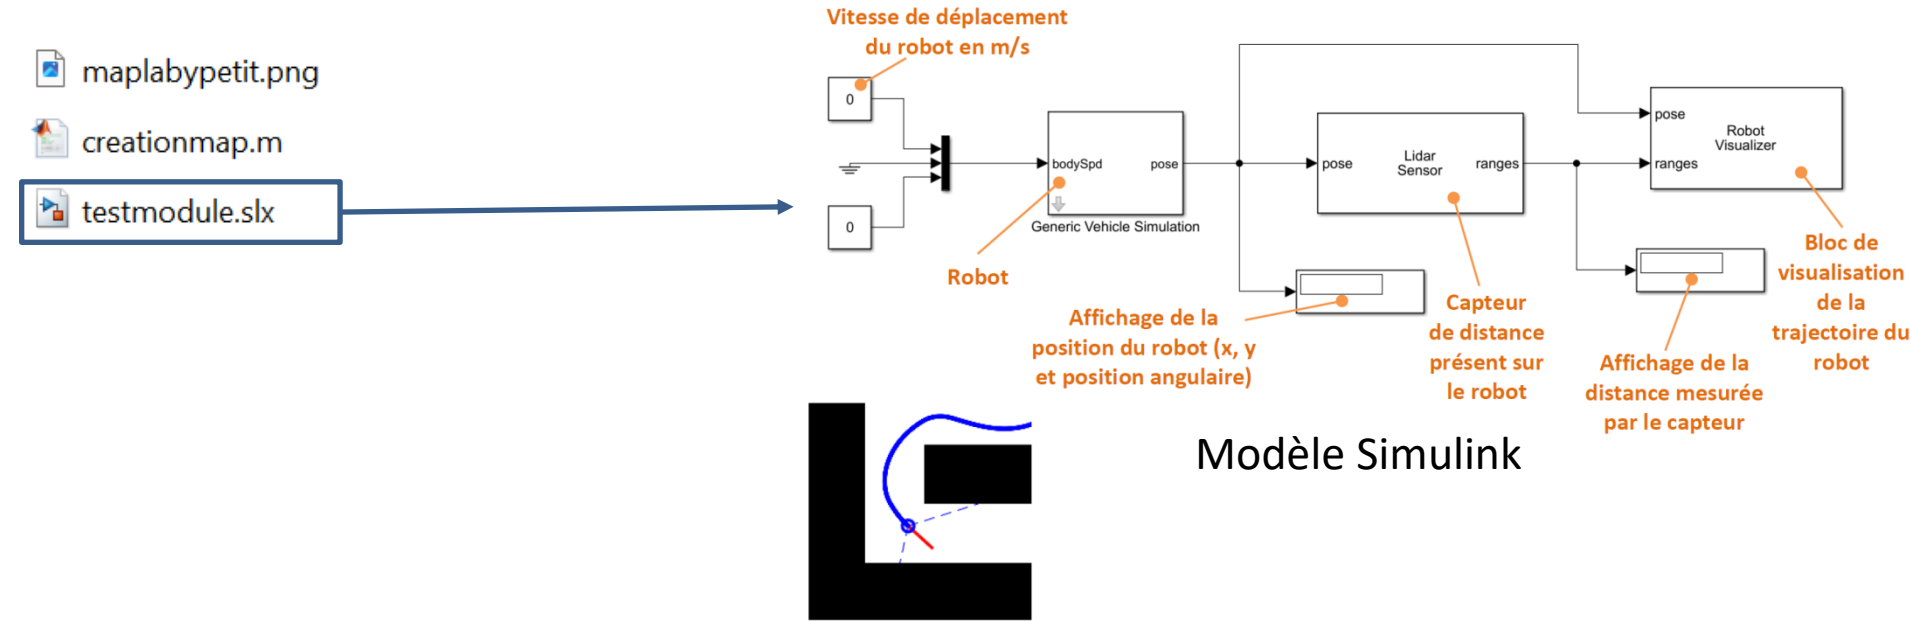 maplabypetit.png
creationmap.m
testmodule.slx
Vitesse de déplacement
du robot en m/s
0
0
bodySpd
pose
Generic Vehicle Simulation
Robot
pose
Lidar
Sensor
ranges
pose
ranges
Robot
Visualizer
Affichage de la
position du robot (x, y
et position angulaire)
Capteur
de distance
présent sur
le robot
Affichage de la
distance mesurée
par le capteur
Bloc de
visualisation
de la
trajectoire du
robot
Modèle Simulink